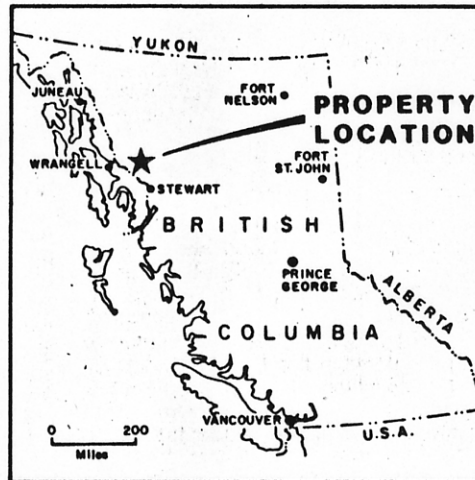 YUKON
JUNEAU
FORT
NELSON
PROPERTY
LOCATION
WRANGELL
STEWART
FORT
ST. JOHN
BRITISH
PRINCE
GEORGE
ALBERTA
COLUMBIA
VANCOUVER
U.S.A.
0 200
Miles